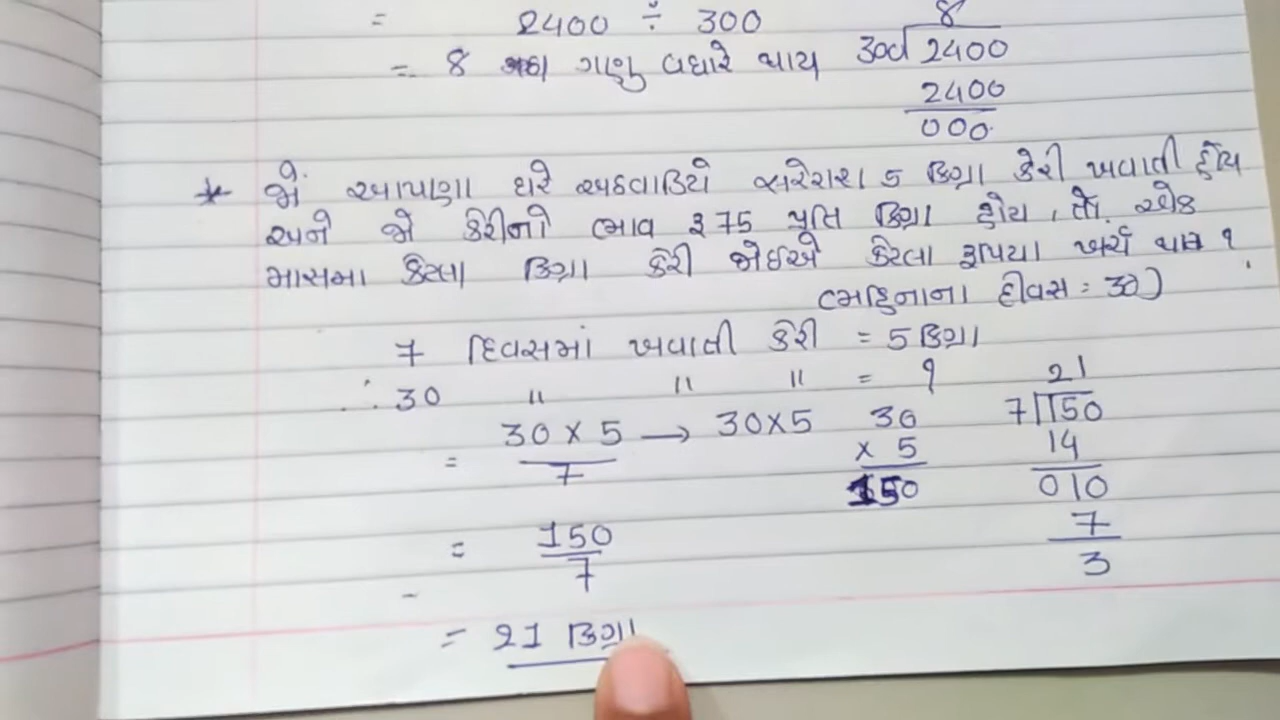 = 2400 ÷ 300
= 8 ગણુ વધારે થાય
8
300 2400
2400
000
* જો આપણા ઘરે અઠવાડિયે સરેરાશ 5 કિગ્રા કેરી ખવાતી હોય
અને જો કેરીનો ભાવ ₹ 75 પ્રતિ કિગ્રા હોય, તો એક
માસમા કેટલા કિગ્રા કેરી જોઇએ કેટલા રૂપિયા ખર્ચ થાય ?
(મહિનાના દીવસ = 30)
7 દિવસમાં ખવાતી કેરી = 5 કિગ્રા
∴ 30 " " " = ?
= 30 × 5 / 7 → 30×5
30
× 5
150
21
7 150
14
010
7
3
= 150 / 7
= 21 કિગ્રા